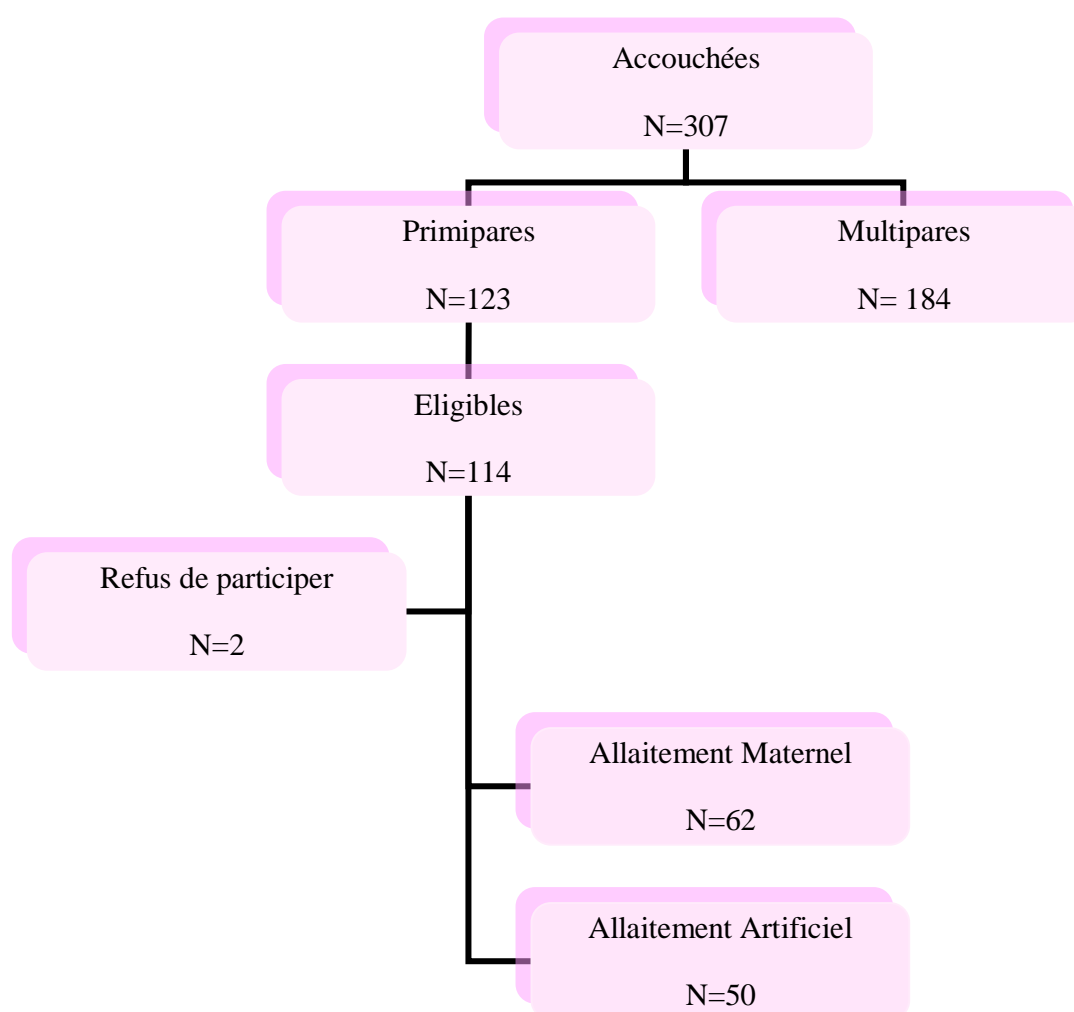 Accouchées
N=307
Primipares
N=123
Multipares
N= 184
Eligibles
N=114
Refus de participer
N=2
Allaitement Maternel
N=62
Allaitement Artificiel
N=50